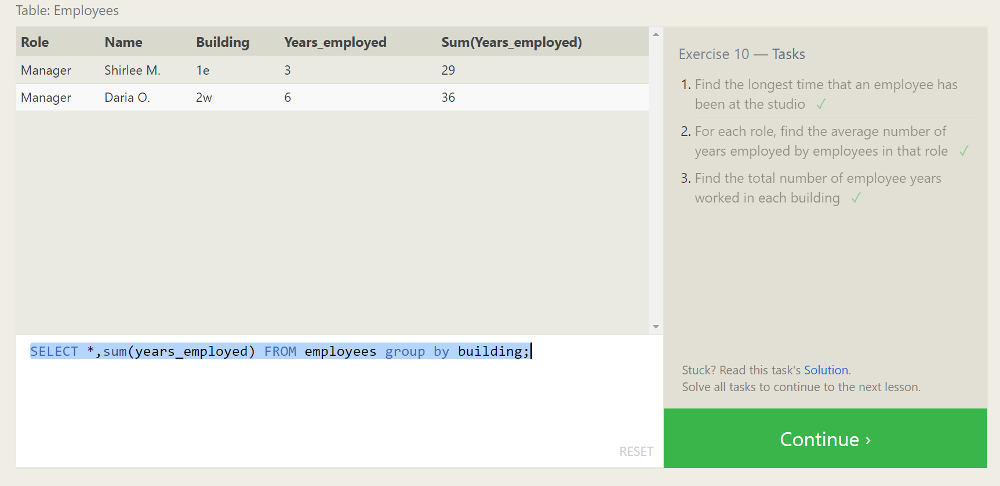 Table: Employees
Role Name Building Years_employed Sum(Years_employed)
Manager Shirlee M. 1e 3 29
Manager Daria O. 2w 6 36
SELECT *,sum(years_employed) FROM employees group by building;
RESET
Exercise 10 — Tasks
1. Find the longest time that an employee has
been at the studio ✓
2. For each role, find the average number of
years employed by employees in that role ✓
3. Find the total number of employee years
worked in each building ✓
Stuck? Read this task's Solution.
Solve all tasks to continue to the next lesson.
Continue ›